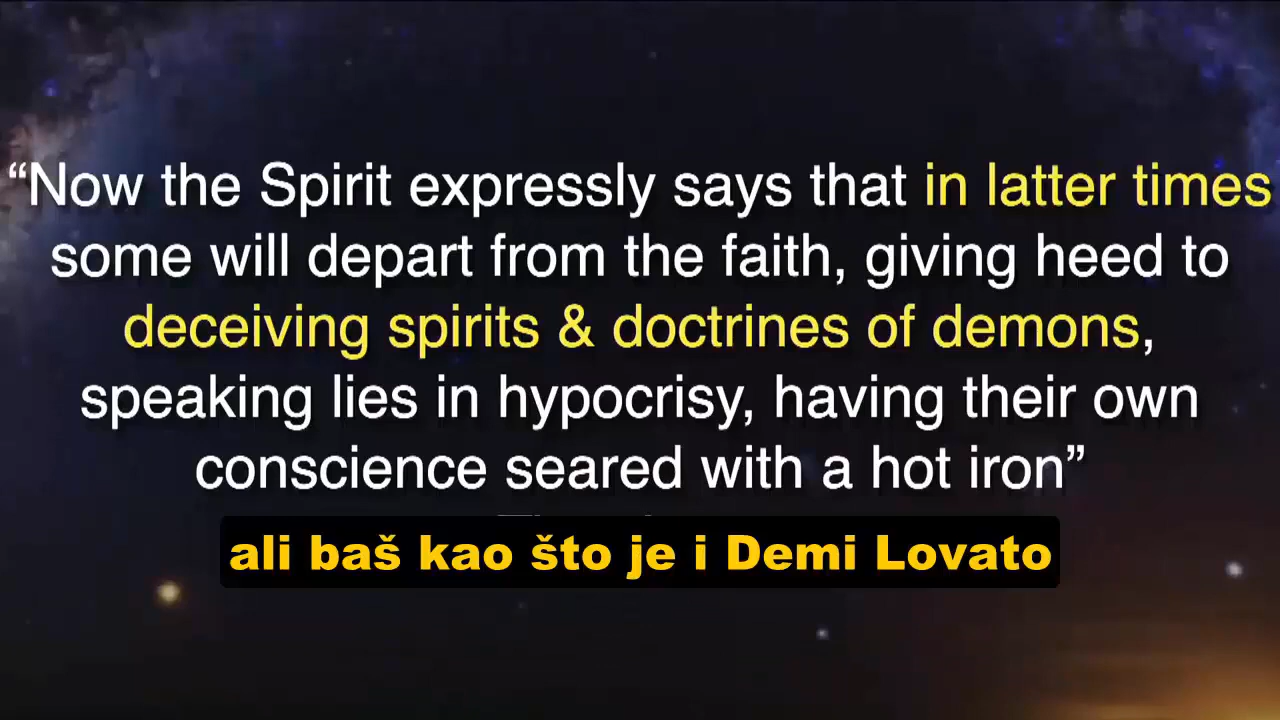 “Now the Spirit expressly says that in latter times
some will depart from the faith, giving heed to
deceiving spirits & doctrines of demons,
speaking lies in hypocrisy, having their own
conscience seared with a hot iron”
ali baš kao što je i Demi Lovato